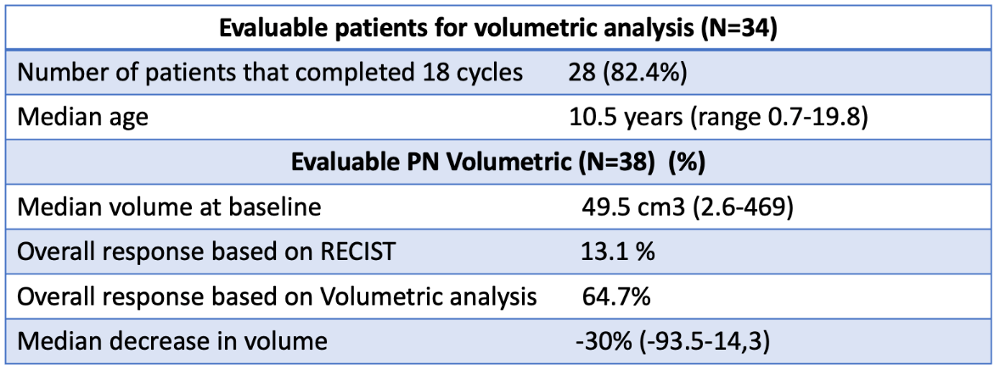 Evaluable patients for volumetric analysis (N=34)
Number of patients that completed 18 cycles 28 (82.4%)
Median age 10.5 years (range 0.7-19.8)
Evaluable PN Volumetric (N=38) (%)
Median volume at baseline 49.5 cm3 (2.6-469)
Overall response based on RECIST 13.1 %
Overall response based on Volumetric analysis 64.7%
Median decrease in volume -30% (-93.5-14,3)